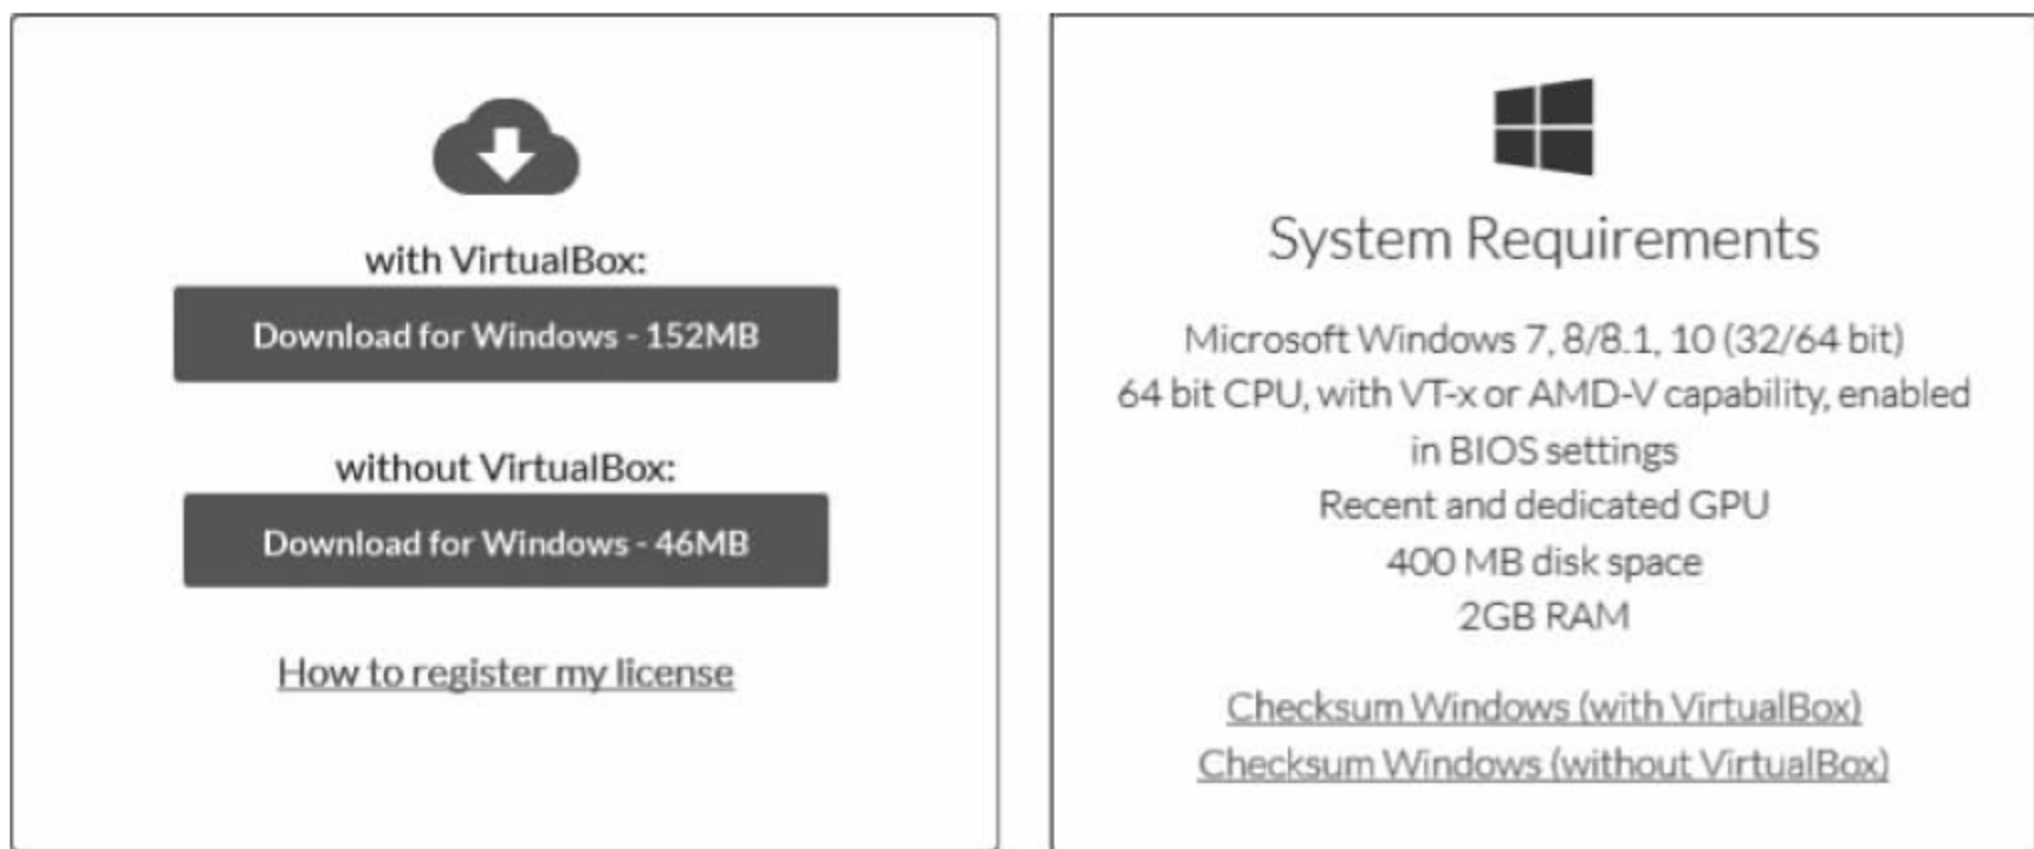 with VirtualBox:
Download for Windows - 152MB
without VirtualBox:
Download for Windows - 46MB
How to register my license
System Requirements
Microsoft Windows 7, 8/8.1, 10 (32/64 bit)
64 bit CPU, with VT-x or AMD-V capability, enabled
in BIOS settings
Recent and dedicated GPU
400 MB disk space
2GB RAM
Checksum Windows (with VirtualBox)
Checksum Windows (without VirtualBox)